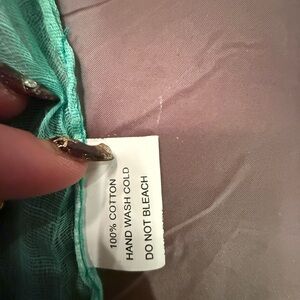 100% COTTON
HAND WASH COLD
DO NOT BLEACH